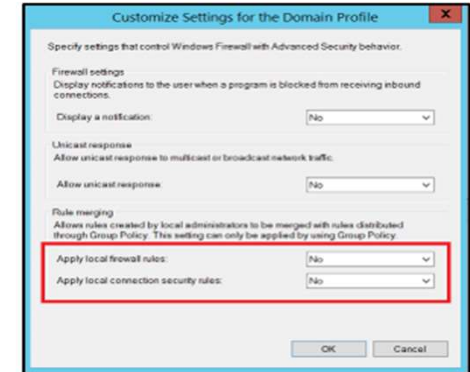 Customize Settings for the Domain Profile
x
Specify settings that control Windows Firewall with Advanced Security behavior.
Firewall settings
Display notifications to the user when a program is blocked from receiving inbound
connections.
Display a notification: No
Unicast response
Allow unicast response to multicast or broadcast network traffic.
Allow unicast response: No
Rule merging
Allows rules created by local administrators to be merged with rules distributed
through Group Policy. This setting can only be applied by using Group Policy.
Apply local firewall rules: No
Apply local connection security rules: No
OK Cancel